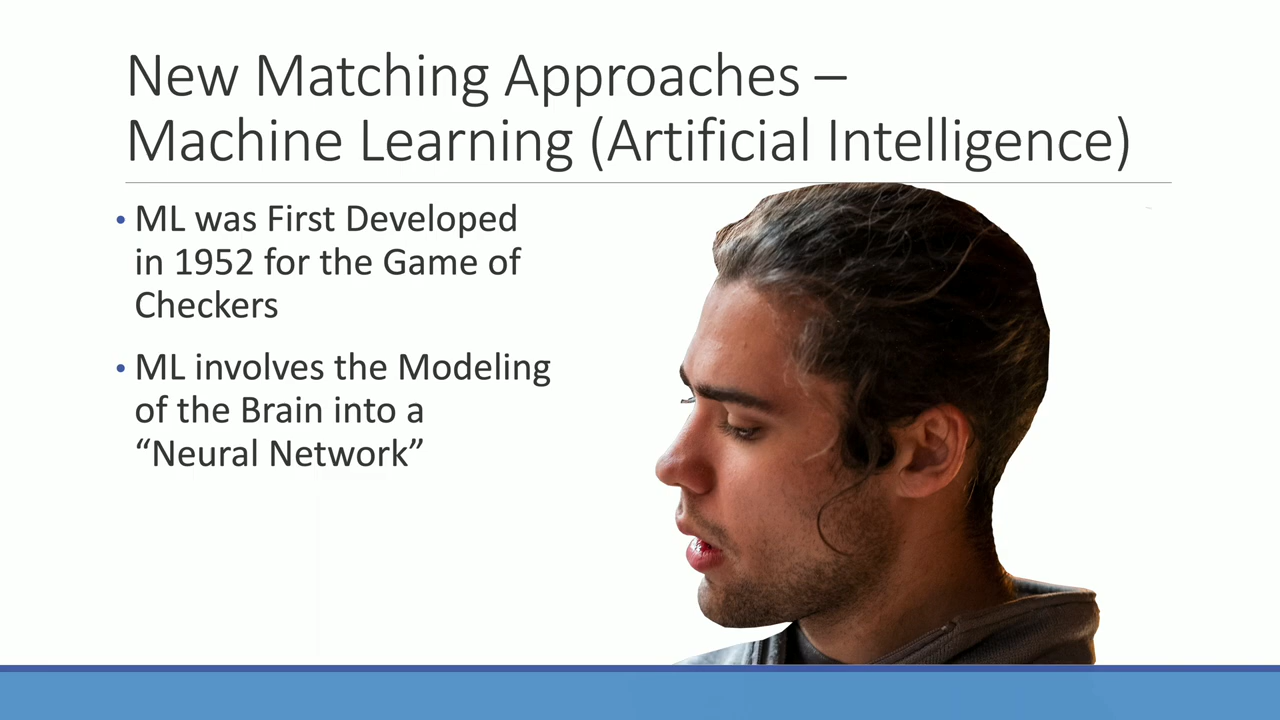 New Matching Approaches –
Machine Learning (Artificial Intelligence)
• ML was First Developed
in 1952 for the Game of
Checkers
• ML involves the Modeling
of the Brain into a
“Neural Network”